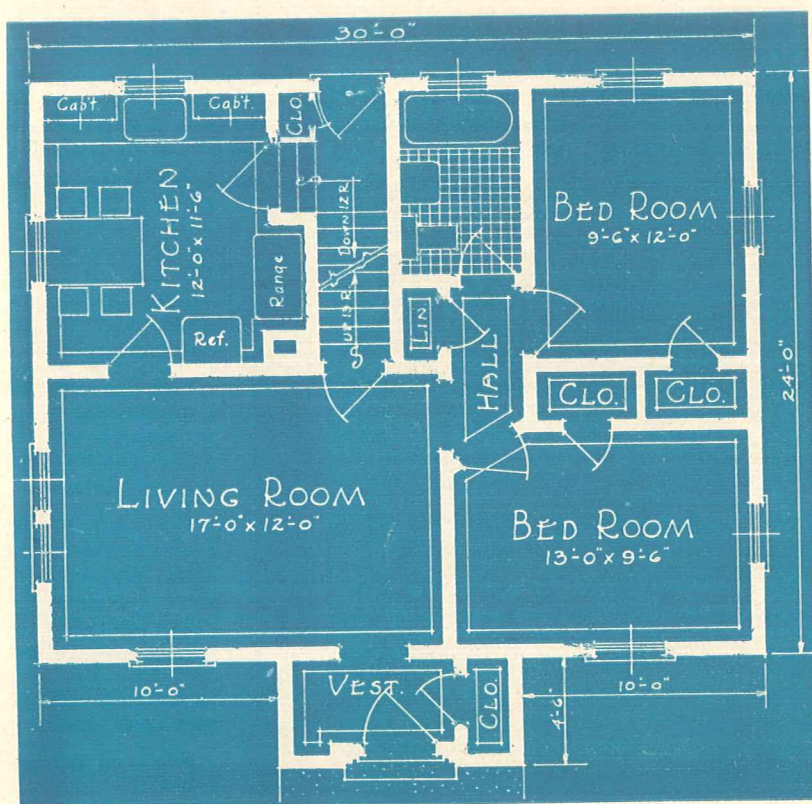 30'-0"
Cab't.
Cab't.
CLO.
KITCHEN
12'-0" x 11'-6"
DOWN 12 R
UP 13 R
Range
Ref.
BED ROOM
9'-6" x 12'-0"
LIN
HALL
CLO.
CLO.
24'-0"
LIVING ROOM
17'-0" x 12'-0"
BED ROOM
13'-0" x 9'-6"
VEST.
CLO.
10'-0"
4'-6"
10'-0"